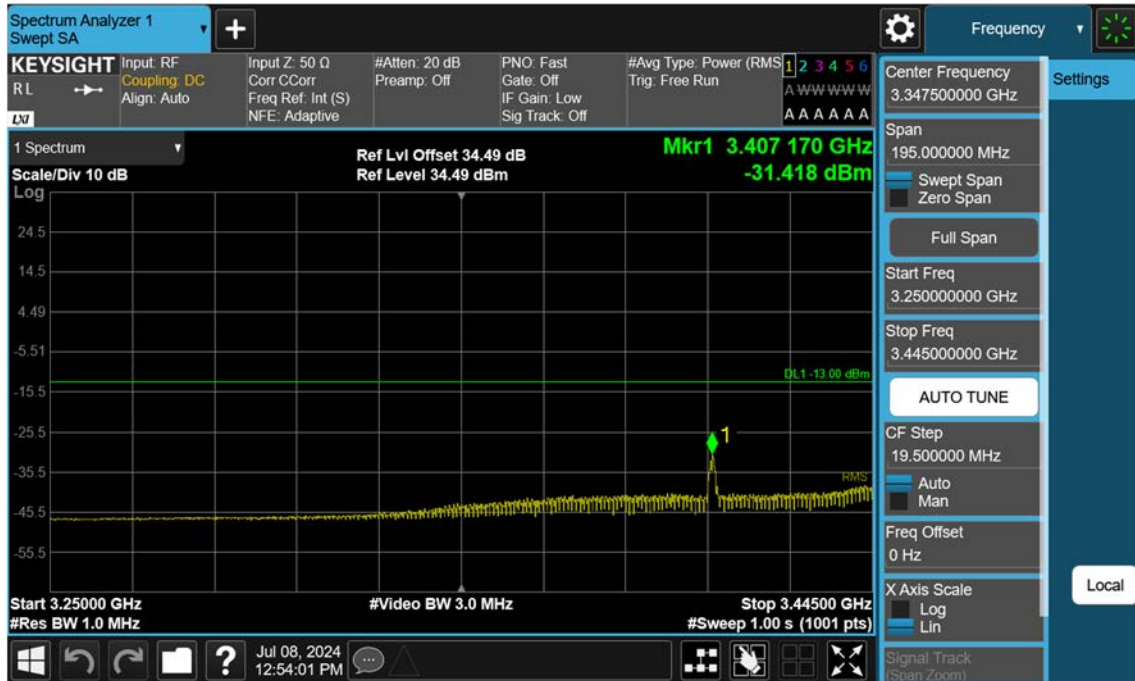 Spectrum Analyzer 1
Swept SA
Frequency
KEYSIGHT
RL
LXI
Input: RF
Coupling: DC
Align: Auto
Input Z: 50 Ω
Corr CCorr
Freq Ref: Int (S)
NFE: Adaptive
#Atten: 20 dB
Preamp: Off
PNO: Fast
Gate: Off
IF Gain: Low
Sig Track: Off
#Avg Type: Power (RMS
Trig: Free Run
1 2 3 4 5 6
A W W W W W
A A A A A A
1 Spectrum
Scale/Div 10 dB
Log
Ref Lvl Offset 34.49 dB
Ref Level 34.49 dBm
Mkr1 3.407 170 GHz
-31.418 dBm
24.5
14.5
4.49
-5.51
DL1 -13.00 dBm
-15.5
-25.5
1
-35.5
RMS
-45.5
-55.5
Start 3.25000 GHz
#Video BW 3.0 MHz
Stop 3.44500 GHz
#Res BW 1.0 MHz
#Sweep 1.00 s (1001 pts)
Jul 08, 2024
12:54:01 PM
Center Frequency
3.347500000 GHz
Settings
Span
195.000000 MHz
Swept Span
Zero Span
Full Span
Start Freq
3.250000000 GHz
Stop Freq
3.445000000 GHz
AUTO TUNE
CF Step
19.500000 MHz
Auto
Man
Freq Offset
0 Hz
X Axis Scale
Log
Lin
Local
Signal Track
(Span Zoom)